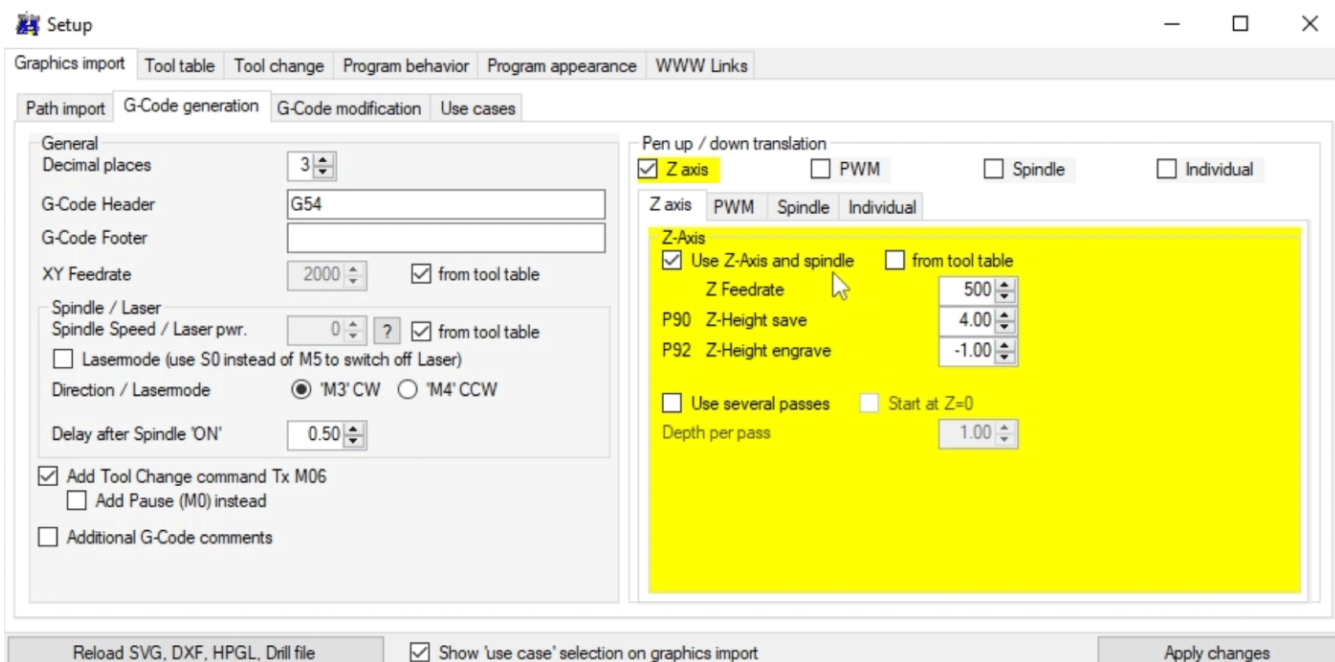 Setup
Graphics import Tool table Tool change Program behavior Program appearance WWW Links
Path import G-Code generation G-Code modification Use cases
General
Decimal places 3
G-Code Header G54
G-Code Footer
XY Feedrate 2000 from tool table
Spindle / Laser
Spindle Speed / Laser pwr. 0 ? from tool table
Lasermode (use S0 instead of M5 to switch off Laser)
Direction / Lasermode 'M3' CW 'M4' CCW
Delay after Spindle 'ON' 0.50
Add Tool Change command Tx M06
Add Pause (M0) instead
Additional G-Code comments
Pen up / down translation
Z axis PWM Spindle Individual
Z axis PWM Spindle Individual
Z-Axis
Use Z-Axis and spindle from tool table
Z Feedrate 500
P90 Z-Height save 4.00
P92 Z-Height engrave -1.00
Use several passes Start at Z=0
Depth per pass 1.00
Reload SVG, DXF, HPGL, Drill file Show 'use case' selection on graphics import Apply changes